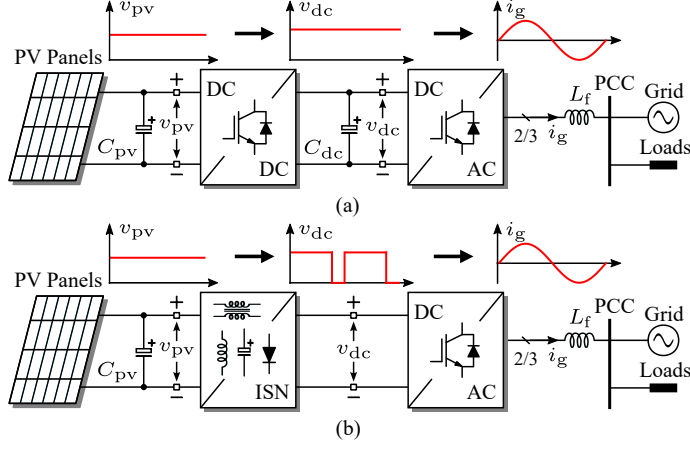 v_pv
v_dc
i_g
PV Panels
C_pv
+
v_pv
−
DC
DC
+
C_dc
+
v_dc
−
DC
AC
2/3
i_g
L_f
PCC
Grid
Loads
(a)
v_pv
v_dc
i_g
PV Panels
C_pv
+
+
v_pv
−
+
ISN
+
v_dc
−
DC
AC
2/3
i_g
L_f
PCC
Grid
Loads
(b)